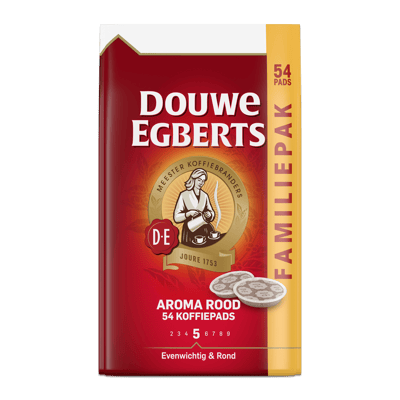 54
PADS
FAMILIEPAK
DOUWE
EGBERTS
MEESTER KOFFIEBRANDERS
D·E
JOURE 1753
AROMA ROOD
54 KOFFIEPADS
2 3 4 5 6 7 8 9
Evenwichtig & Rond